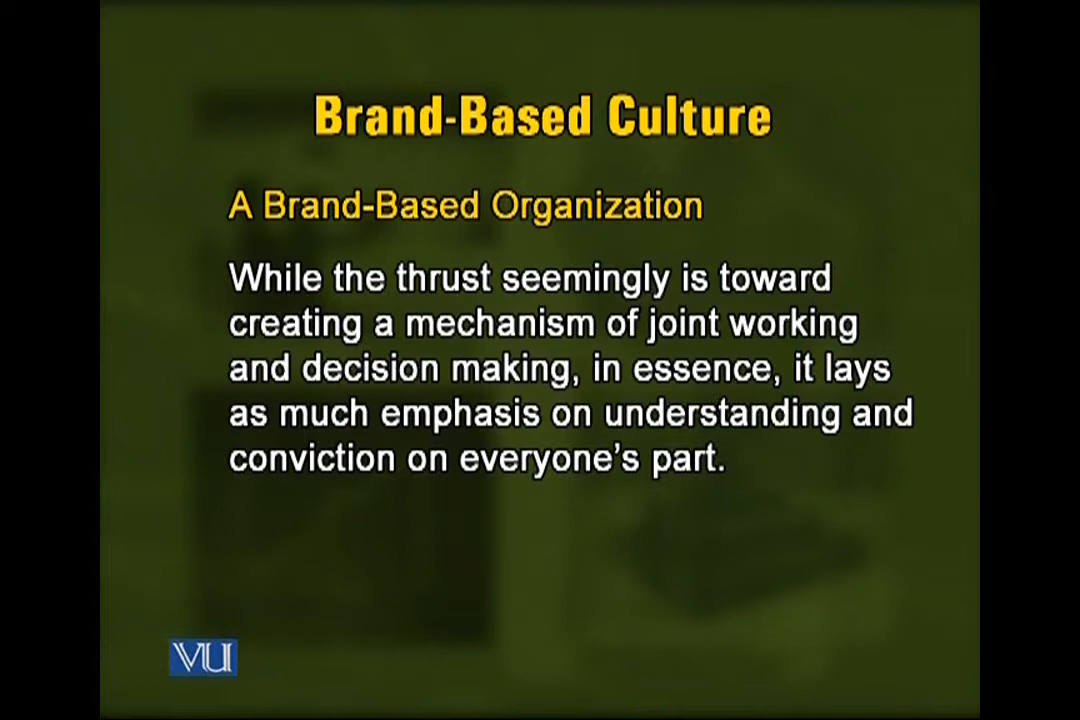 Brand-Based Culture
A Brand-Based Organization
While the thrust seemingly is toward
creating a mechanism of joint working
and decision making, in essence, it lays
as much emphasis on understanding and
conviction on everyone’s part.
VU